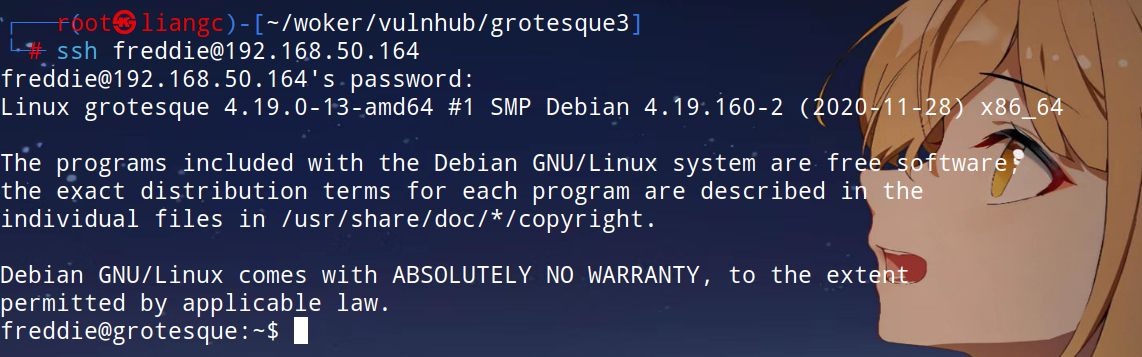 ┌──(root㉿liangc)-[~/woker/vulnhub/grotesque3]
└─# ssh freddie@192.168.50.164
freddie@192.168.50.164's password:
Linux grotesque 4.19.0-13-amd64 #1 SMP Debian 4.19.160-2 (2020-11-28) x86_64
The programs included with the Debian GNU/Linux system are free software;
the exact distribution terms for each program are described in the
individual files in /usr/share/doc/*/copyright.
Debian GNU/Linux comes with ABSOLUTELY NO WARRANTY, to the extent
permitted by applicable law.
freddie@grotesque:~$